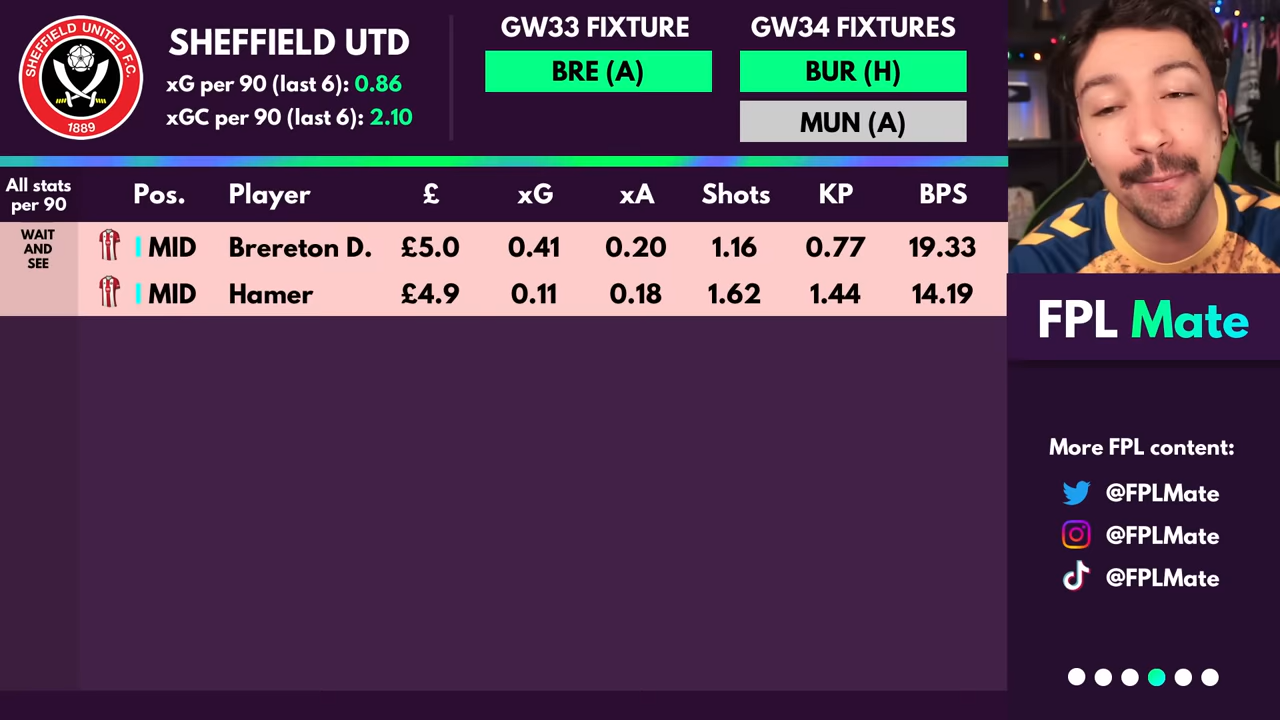 SHEFFIELD UNITED F.C.
1889
SHEFFIELD UTD
xG per 90 (last 6): 0.86
xGC per 90 (last 6): 2.10
GW33 FIXTURE
BRE (A)
GW34 FIXTURES
BUR (H)
MUN (A)
All stats
per 90
Pos. Player £ xG xA Shots KP BPS
WAIT
AND
SEE
MID Brereton D. £5.0 0.41 0.20 1.16 0.77 19.33
MID Hamer £4.9 0.11 0.18 1.62 1.44 14.19
FPL Mate
More FPL content:
@FPLMate
@FPLMate
@FPLMate